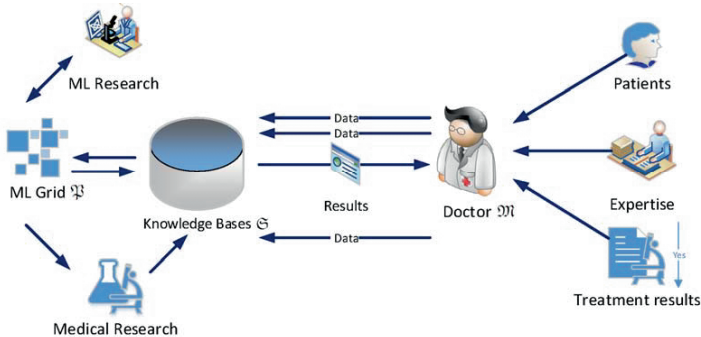 ML Research
Patients
Data
Data
ML Grid 𝔓
Results
Expertise
Knowledge Bases 𝔖
Doctor 𝔐
Data
Yes
Treatment results
Medical Research